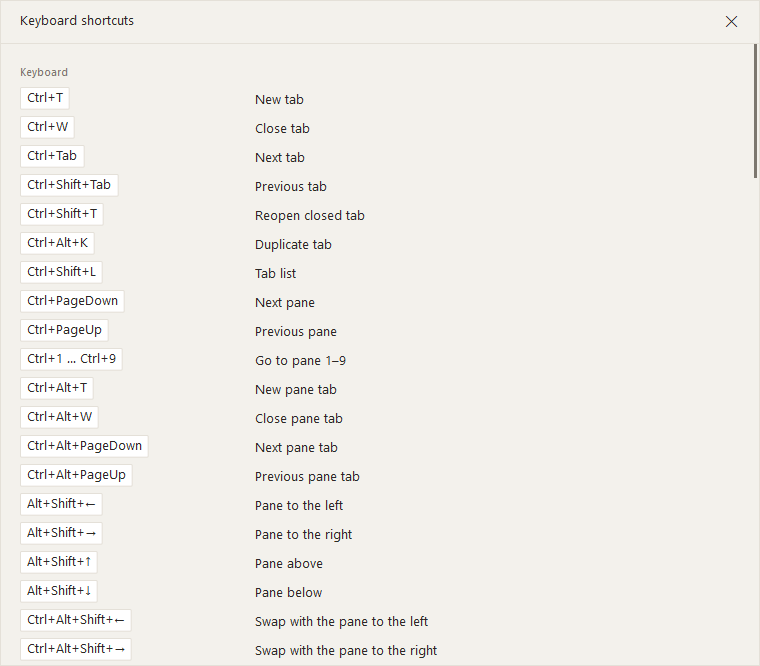 Keyboard shortcuts
Keyboard
Ctrl+T New tab
Ctrl+W Close tab
Ctrl+Tab Next tab
Ctrl+Shift+Tab Previous tab
Ctrl+Shift+T Reopen closed tab
Ctrl+Alt+K Duplicate tab
Ctrl+Shift+L Tab list
Ctrl+PageDown Next pane
Ctrl+PageUp Previous pane
Ctrl+1 … Ctrl+9 Go to pane 1–9
Ctrl+Alt+T New pane tab
Ctrl+Alt+W Close pane tab
Ctrl+Alt+PageDown Next pane tab
Ctrl+Alt+PageUp Previous pane tab
Alt+Shift+← Pane to the left
Alt+Shift+→ Pane to the right
Alt+Shift+↑ Pane above
Alt+Shift+↓ Pane below
Ctrl+Alt+Shift+← Swap with the pane to the left
Ctrl+Alt+Shift+→ Swap with the pane to the right